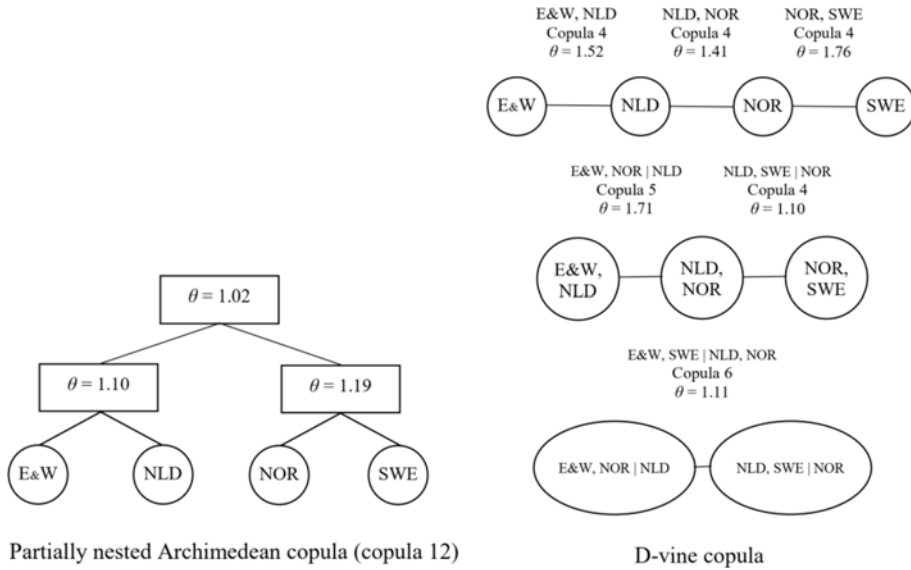 E&W, NLD
Copula 4
θ = 1.52
NLD, NOR
Copula 4
θ = 1.41
NOR, SWE
Copula 4
θ = 1.76
E&W
NLD
NOR
SWE
E&W, NOR | NLD
Copula 5
θ = 1.71
NLD, SWE | NOR
Copula 4
θ = 1.10
E&W,
NLD
NLD,
NOR
NOR,
SWE
E&W, SWE | NLD, NOR
Copula 6
θ = 1.11
E&W, NOR | NLD
NLD, SWE | NOR
D-vine copula
θ = 1.02
θ = 1.10
θ = 1.19
E&W
NLD
NOR
SWE
Partially nested Archimedean copula (copula 12)